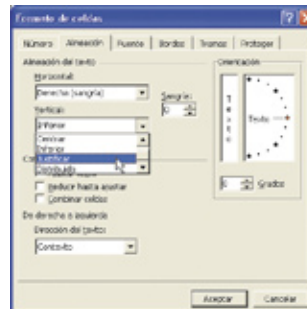 Formato de celdas
Número Alineación Fuente Bordes Tramas Proteger
Alineación del texto
Horizontal:
Derecha (sangría)
Sangría:
0
Vertical:
Inferior
Centrar
Inferior
Justificar
Distribuido
Reducir hasta ajustar
Combinar celdas
De derecha a izquierda
Dirección del texto:
Contexto
Orientación
Texto
Texto
Grados
Aceptar Cancelar